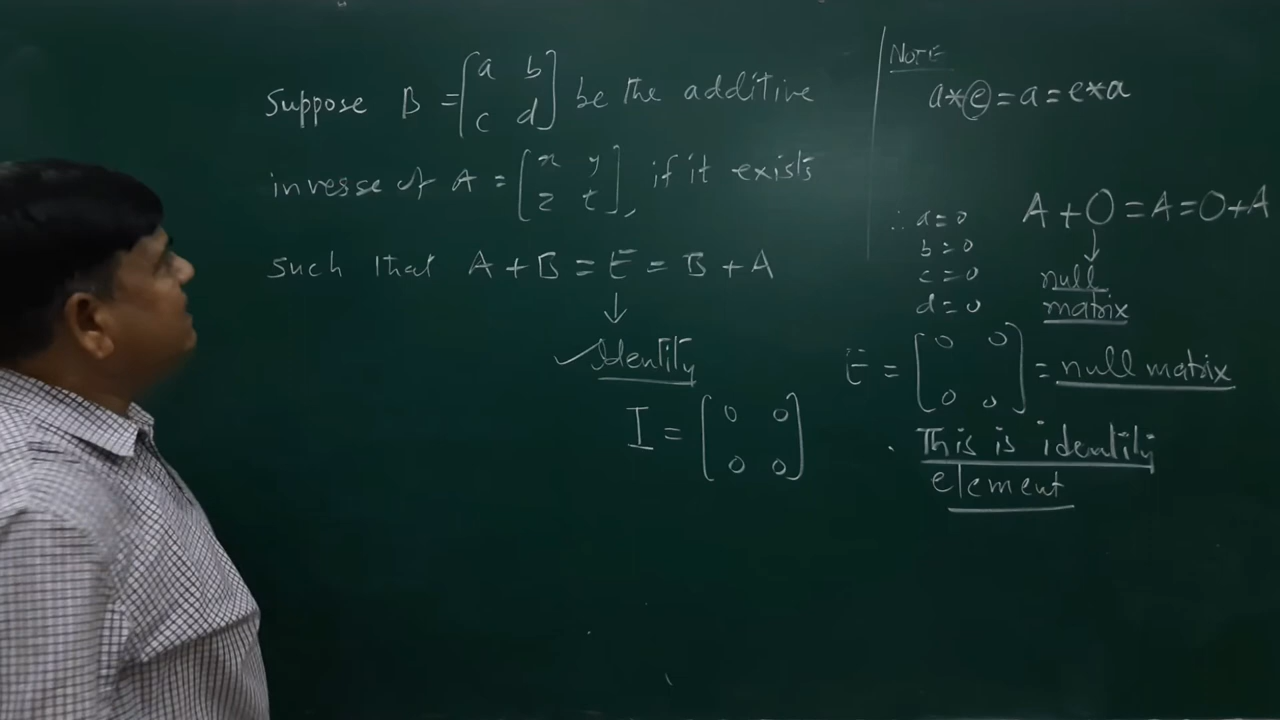 Suppose B = [a b
c d] be the additive
inverse of A = [x y
z t], if it exists
such that A + B = E = B + A
↓
✓ Identity
I = [0 0
0 0]
NOTE
a*e = a = e*a
A + O = A = O + A
↓
null
matrix
∴ a = 0
b = 0
c = 0
d = 0
E = [0 0
0 0] = null matrix
This is identity
element